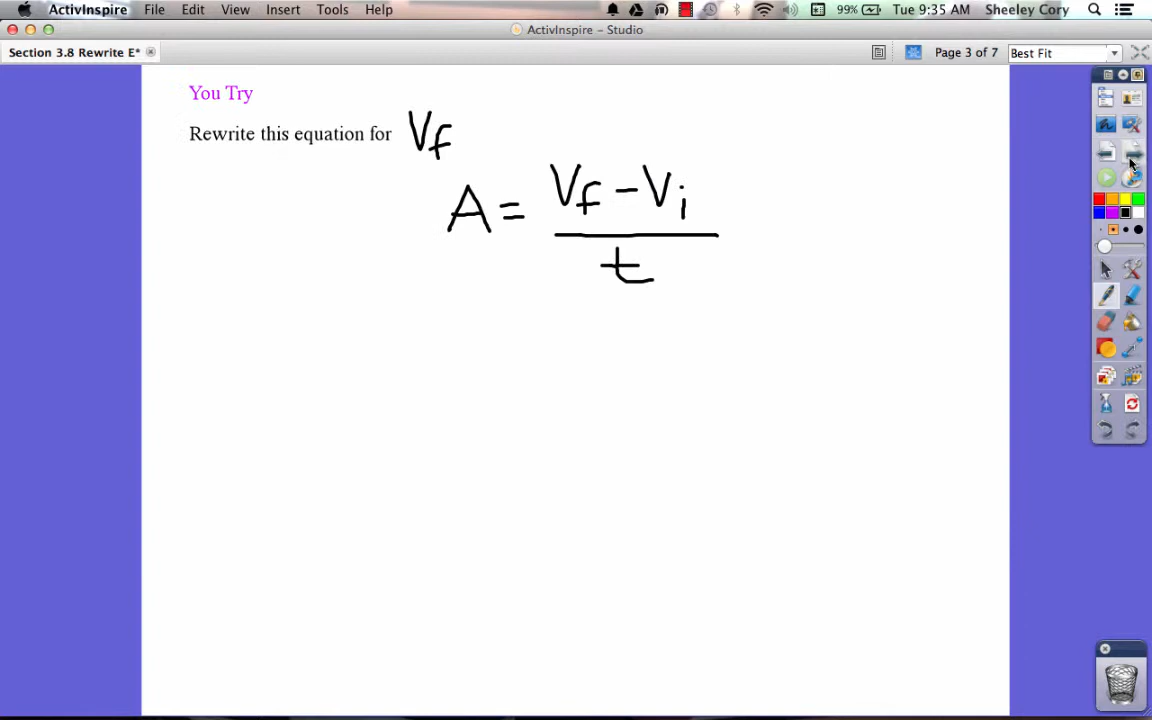 ActivInspire File Edit View Insert Tools Help 99% Tue 9:35 AM Sheeley Cory
ActivInspire – Studio
Section 3.8 Rewrite E* Page 3 of 7 Best Fit
You Try
Rewrite this equation for Vf
A = Vf – Vi
t